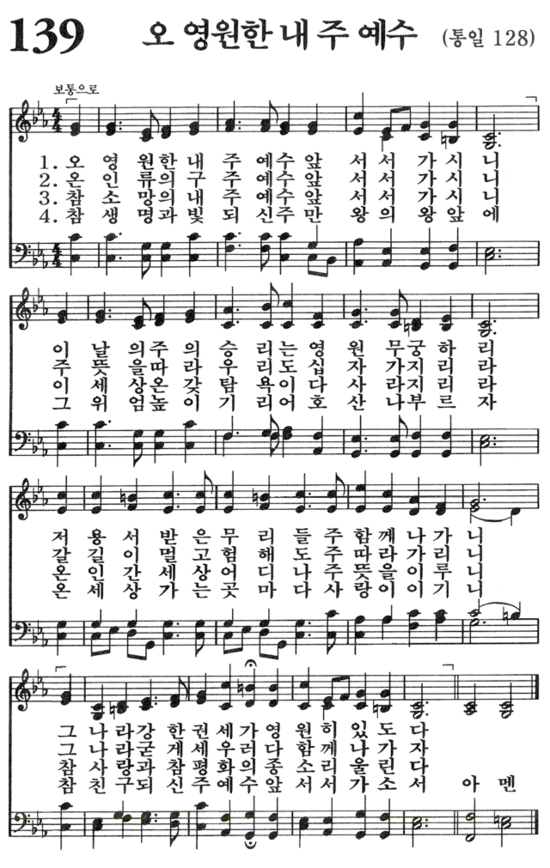 139 오 영원한 내 주 예수 (통일 128)
보통으로
1. 오 영 원한 내 주 예수앞 서서 가시 니
2. 온 인 류의구 주 예수앞 서서 가시 니
3. 참 소 망의내 주 예수앞 서서 가시 니
4. 참 생 명과빛 되 신주만 왕의 왕앞 에
이 날 의주 의 승 리는영 원 무궁하 리
주 뜻 을따 라 우 리도십 자 가지리 라
이 세 상온 갖 탐 욕이다 사 라지리 라
그 위 엄높 이 기 리어호 산 나부르 자
저 용 서 받 은무 리 들주함께 나가 니
갈 길 이 멀 고험 해 도주따라 가리 니
온 인 간 세 상어 디 나주뜻을 이루 니
온 세 상 가 는곳 마 다사랑이 이기 니
그 나 라강 한 권 세가영 원히 있도 다
그 나 라굳 게 세 우러다 함께 나가 자
참 사 랑과 참 평 화의종 소리 울린 다
참 친 구되 신 주 예수앞 서서 가소 서 아 멘